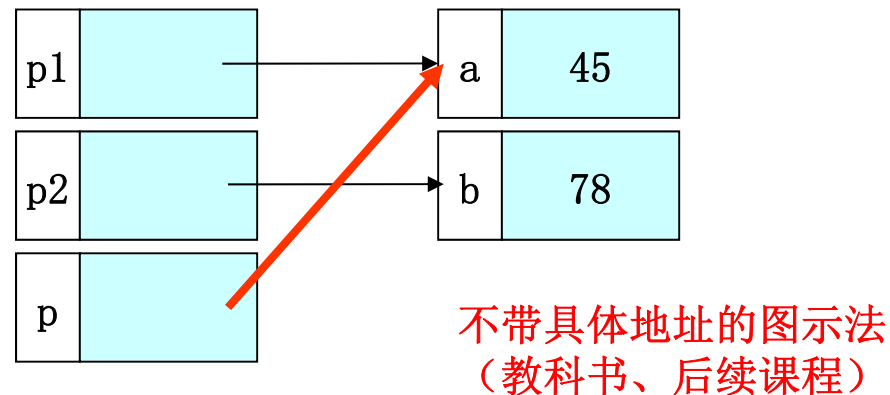 p1
a 45
p2
b 78
p
不带具体地址的图示法
（教科书、后续课程）